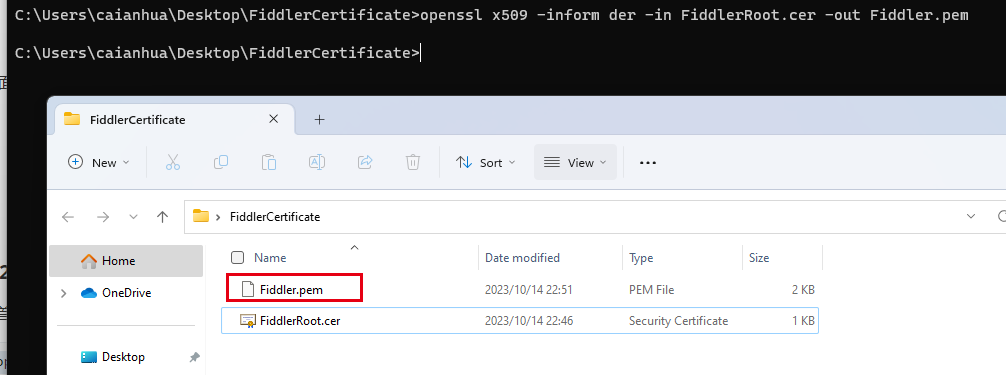 C:\Users\caianhua\Desktop\FiddlerCertificate>openssl x509 -inform der -in FiddlerRoot.cer -out Fiddler.pem
C:\Users\caianhua\Desktop\FiddlerCertificate>
FiddlerCertificate
New
Sort
View
FiddlerCertificate
Home
OneDrive
Desktop
Name Date modified Type Size
Fiddler.pem 2023/10/14 22:51 PEM File 2 KB
FiddlerRoot.cer 2023/10/14 22:46 Security Certificate 1 KB